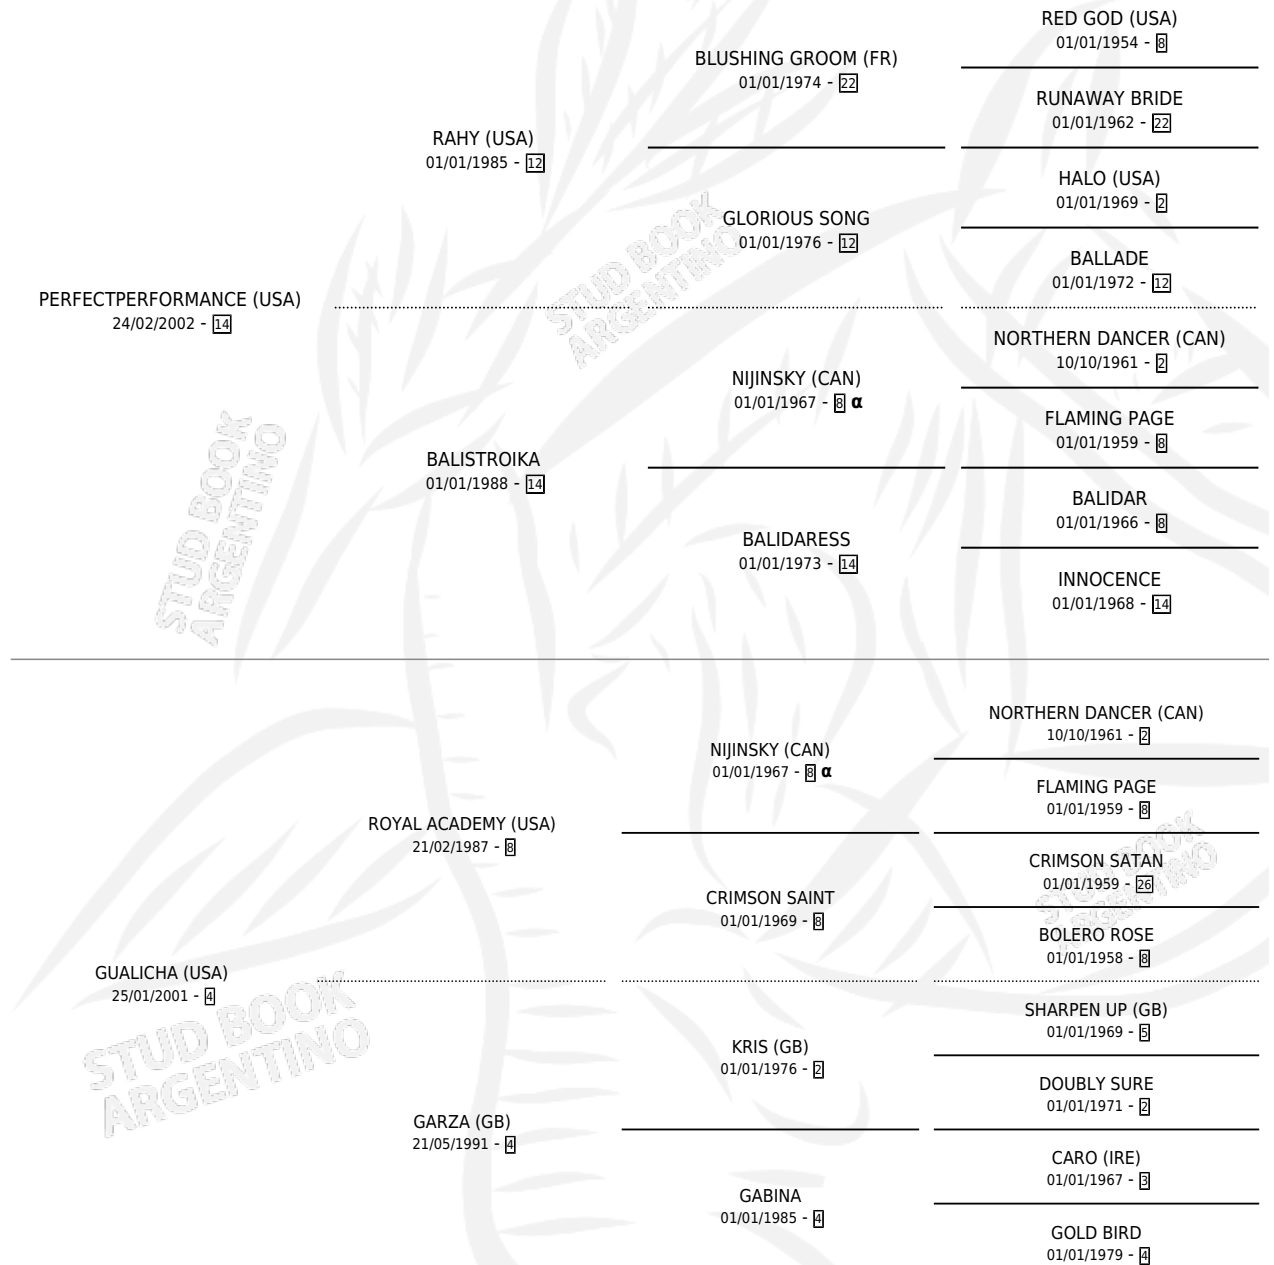 RED GOD (USA)
01/01/1954 - 8
BLUSHING GROOM (FR)
01/01/1974 - 22
RUNAWAY BRIDE
01/01/1962 - 22
RAHY (USA)
01/01/1985 - 12
HALO (USA)
01/01/1969 - 2
GLORIOUS SONG
01/01/1976 - 12
BALLADE
01/01/1972 - 12
PERFECTPERFORMANCE (USA)
24/02/2002 - 14
NORTHERN DANCER (CAN)
10/10/1961 - 2
NIJINSKY (CAN)
01/01/1967 - 8 α
FLAMING PAGE
01/01/1959 - 8
BALISTROIKA
01/01/1988 - 14
BALIDAR
01/01/1966 - 8
BALIDARESS
01/01/1973 - 14
INNOCENCE
01/01/1968 - 14
NORTHERN DANCER (CAN)
10/10/1961 - 2
NIJINSKY (CAN)
01/01/1967 - 8 α
FLAMING PAGE
01/01/1959 - 8
ROYAL ACADEMY (USA)
21/02/1987 - 8
CRIMSON SATAN
01/01/1959 - 26
CRIMSON SAINT
01/01/1969 - 8
BOLERO ROSE
01/01/1958 - 8
GUALICHA (USA)
25/01/2001 - 4
SHARPEN UP (GB)
01/01/1969 - 5
KRIS (GB)
01/01/1976 - 2
DOUBLY SURE
01/01/1971 - 2
GARZA (GB)
21/05/1991 - 4
CARO (IRE)
01/01/1967 - 3
GABINA
01/01/1985 - 4
GOLD BIRD
01/01/1979 - 4
STUD BOOK
ARGENTINO
STUD BOOK
ARGENTINO
STUD BOOK
ARGENTINO
STUD BOOK
ARGENTINO